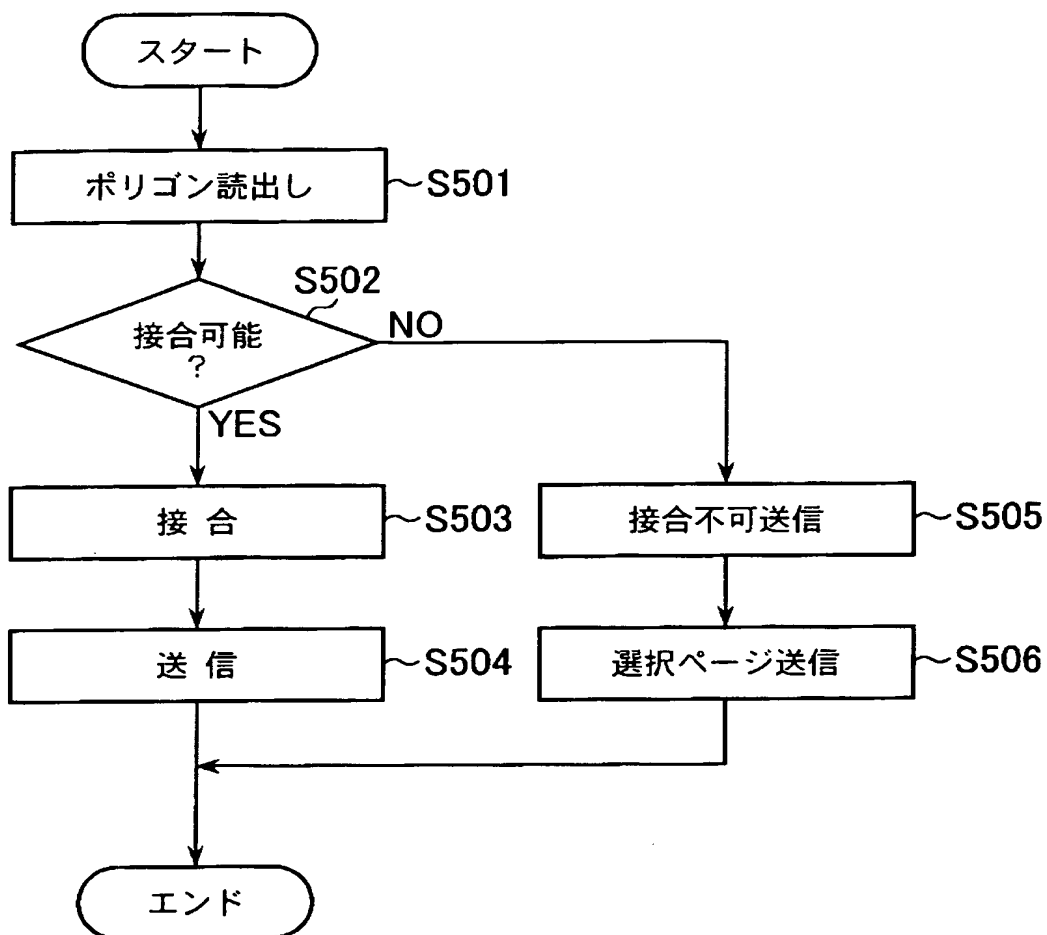 スタート
ポリゴン読出し
S501
S502
接合可能
?
NO
YES
接 合
S503
接合不可送信
S505
送 信
S504
選択ページ送信
S506
エンド